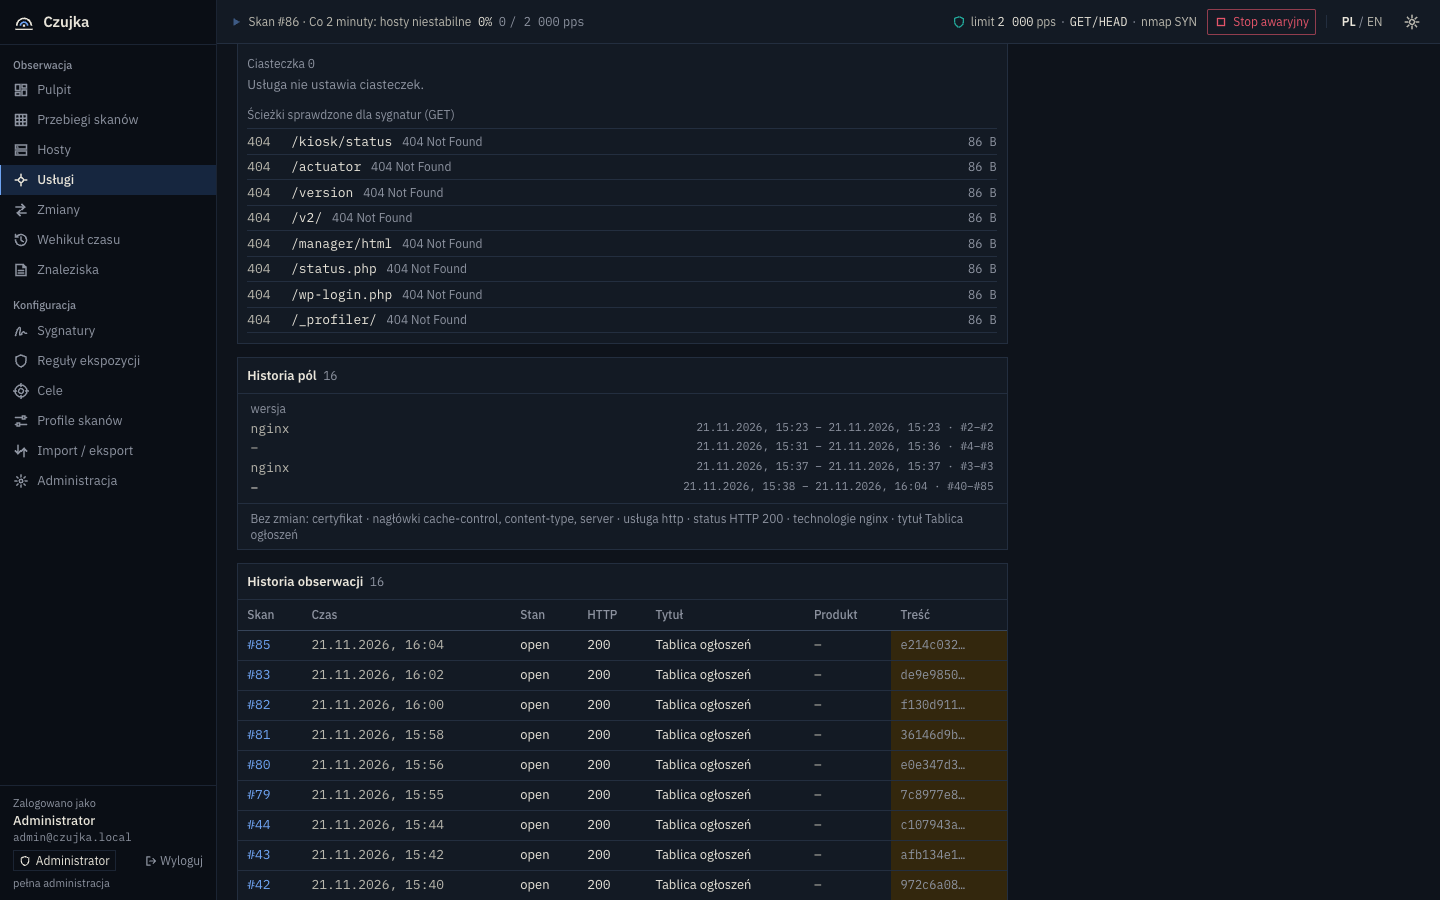 Czujka
Skan #86 · Co 2 minuty: hosty niestabilne 0% 0 / 2 000 pps
limit 2 000 pps · GET/HEAD · nmap SYN
Stop awaryjny
PL / EN
Obserwacja
Pulpit
Przebiegi skanów
Hosty
Usługi
Zmiany
Wehikuł czasu
Znaleziska
Konfiguracja
Sygnatury
Reguły ekspozycji
Cele
Profile skanów
Import / eksport
Administracja
Zalogowano jako
Administrator
admin@czujka.local
Administrator
Wyloguj
pełna administracja
Ciasteczka 0
Usługa nie ustawia ciasteczek.
Ścieżki sprawdzone dla sygnatur (GET)
404 /kiosk/status 404 Not Found 86 B
404 /actuator 404 Not Found 86 B
404 /version 404 Not Found 86 B
404 /v2/ 404 Not Found 86 B
404 /manager/html 404 Not Found 86 B
404 /status.php 404 Not Found 86 B
404 /wp-login.php 404 Not Found 86 B
404 /_profiler/ 404 Not Found 86 B
Historia pól 16
wersja
nginx 21.11.2026, 15:23 – 21.11.2026, 15:23 · #2–#2
– 21.11.2026, 15:31 – 21.11.2026, 15:36 · #4–#8
nginx 21.11.2026, 15:37 – 21.11.2026, 15:37 · #3–#3
– 21.11.2026, 15:38 – 21.11.2026, 16:04 · #40–#85
Bez zmian: certyfikat · nagłówki cache-control, content-type, server · usługa http · status HTTP 200 · technologie nginx · tytuł Tablica
ogłoszeń
Historia obserwacji 16
Skan Czas Stan HTTP Tytuł Produkt Treść
#85 21.11.2026, 16:04 open 200 Tablica ogłoszeń – e214c032…
#83 21.11.2026, 16:02 open 200 Tablica ogłoszeń – de9e9850…
#82 21.11.2026, 16:00 open 200 Tablica ogłoszeń – f130d911…
#81 21.11.2026, 15:58 open 200 Tablica ogłoszeń – 36146d9b…
#80 21.11.2026, 15:56 open 200 Tablica ogłoszeń – e0e347d3…
#79 21.11.2026, 15:55 open 200 Tablica ogłoszeń – 7c8977e8…
#44 21.11.2026, 15:44 open 200 Tablica ogłoszeń – c107943a…
#43 21.11.2026, 15:42 open 200 Tablica ogłoszeń – afb134e1…
#42 21.11.2026, 15:40 open 200 Tablica ogłoszeń – 972c6a08…